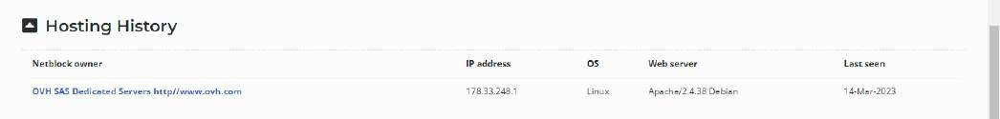 Hosting History
Netblock owner IP address OS Web server Last seen
OVH SAS Dedicated Servers http//www.ovh.com 178.33.248.1 Linux Apache/2.4.38 Debian 14-Mar-2023